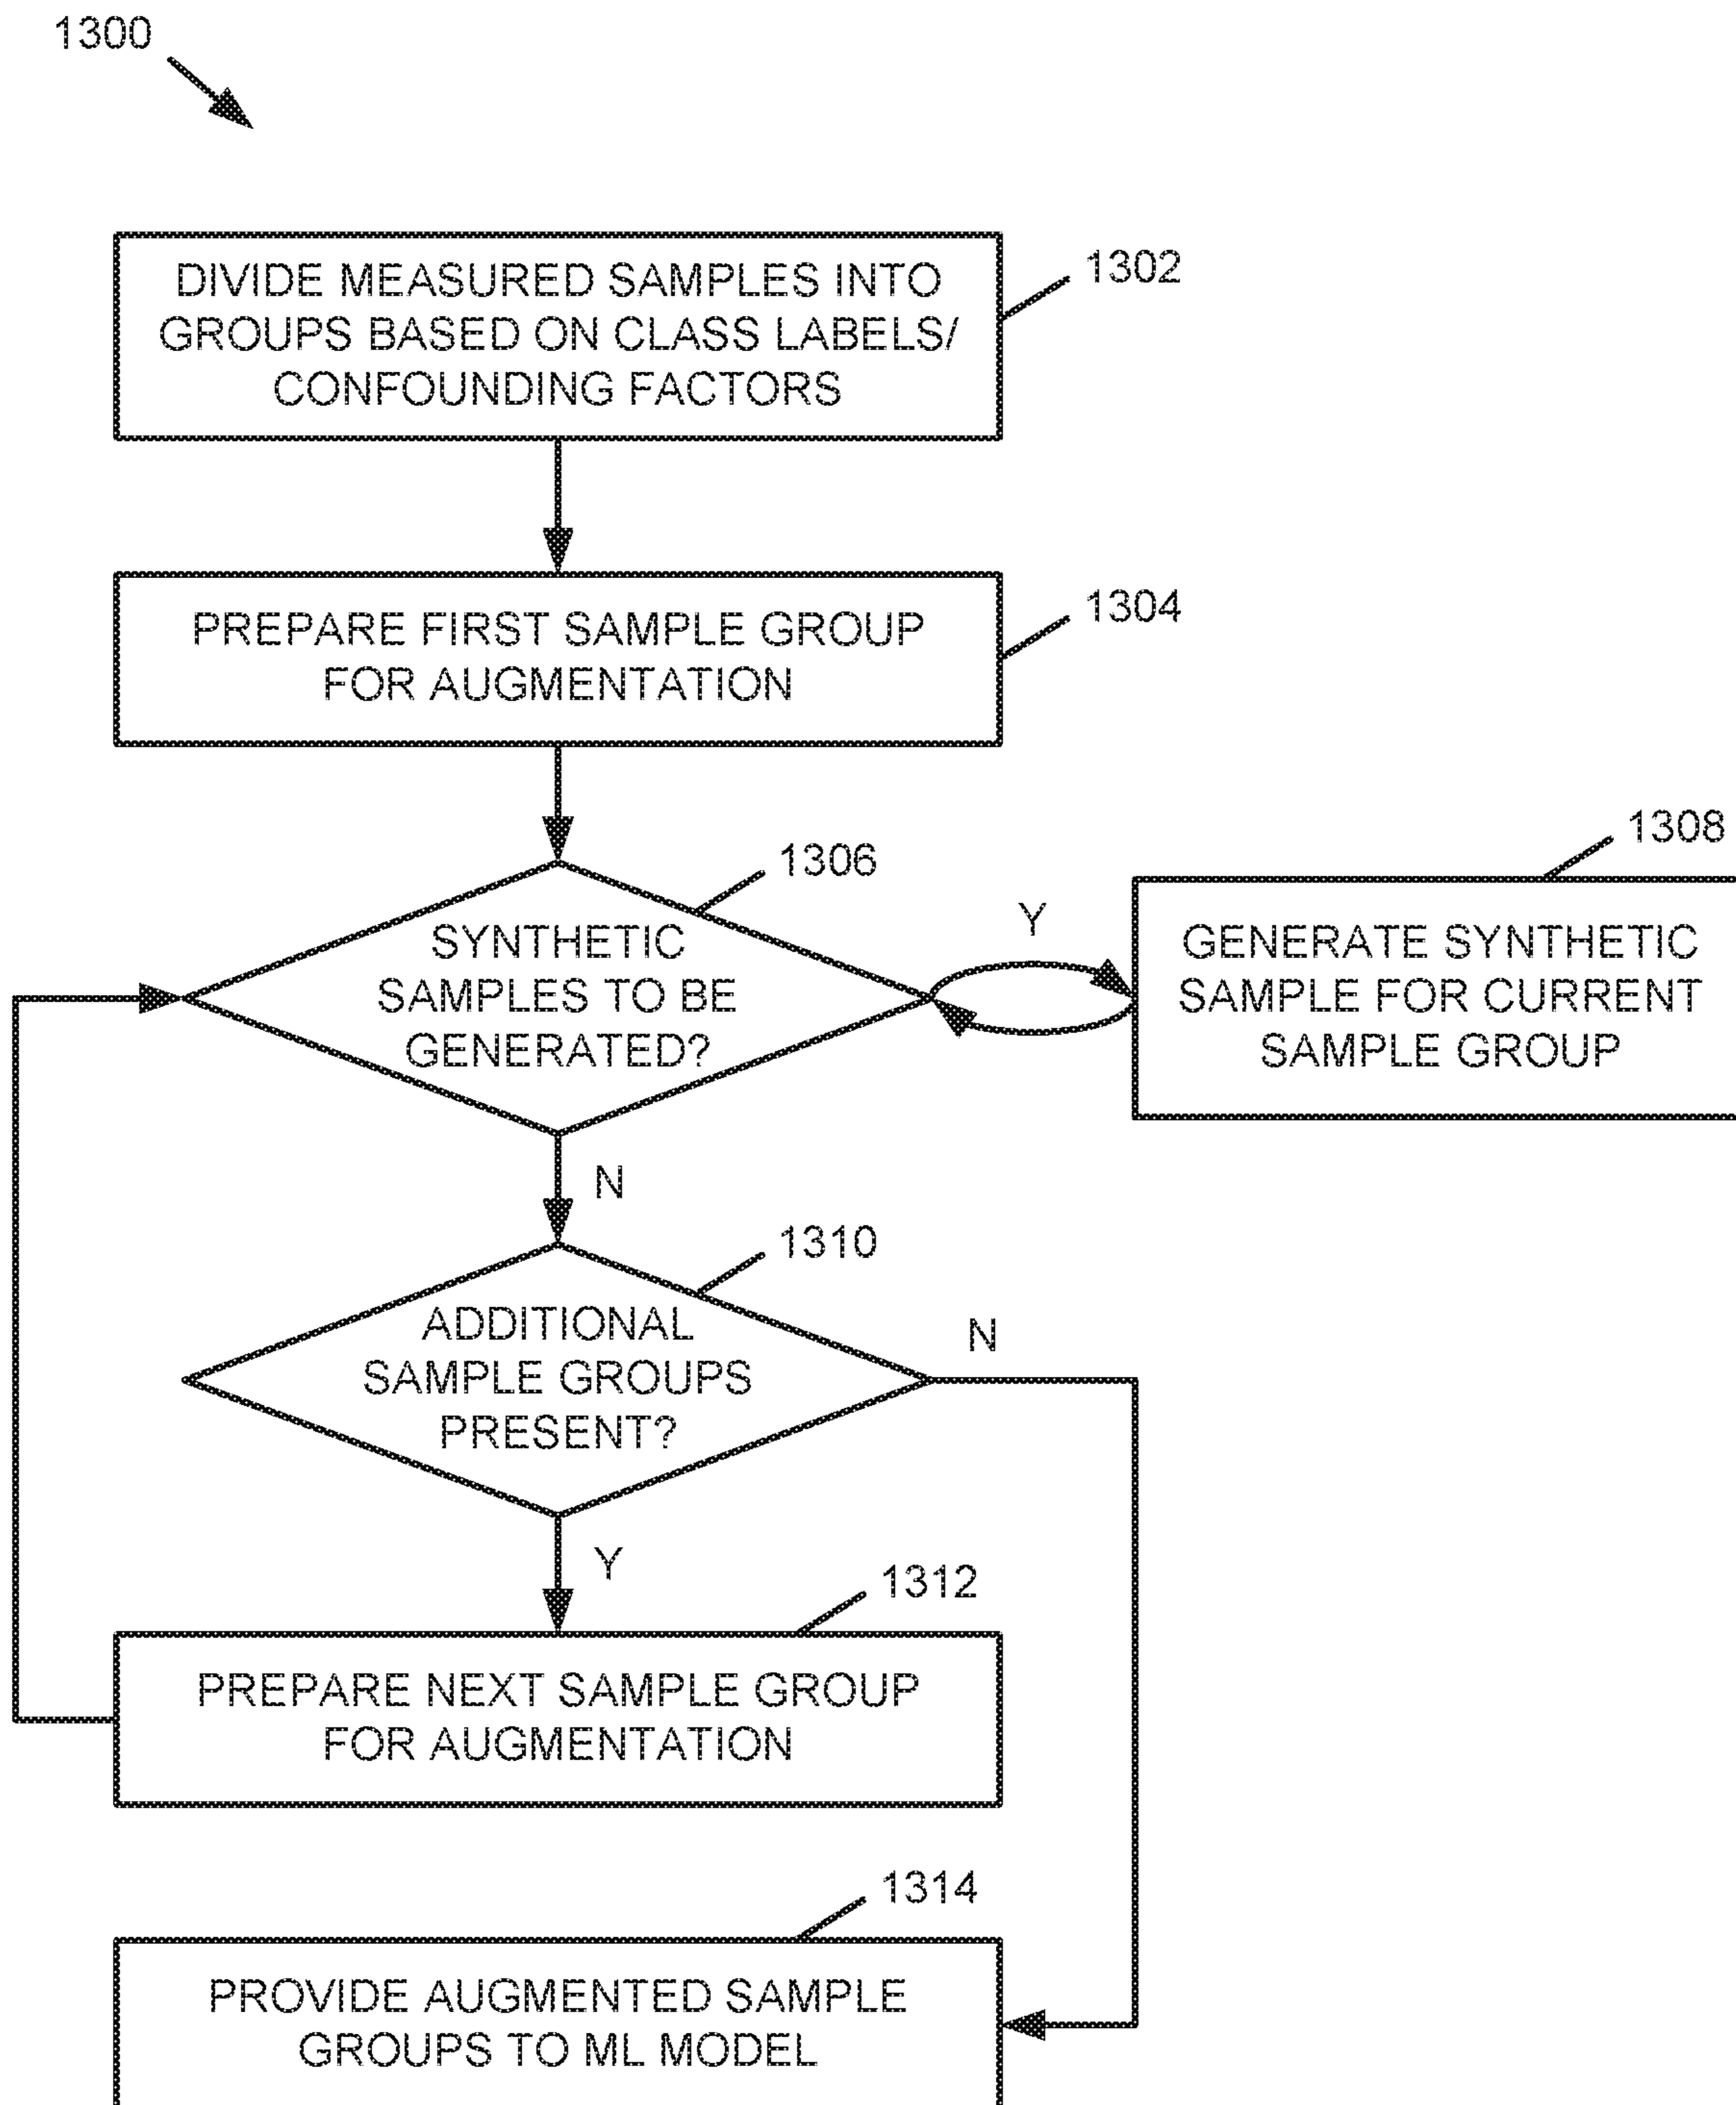 1300
DIVIDE MEASURED SAMPLES INTO
GROUPS BASED ON CLASS LABELS/
CONFOUNDING FACTORS
1302
PREPARE FIRST SAMPLE GROUP
FOR AUGMENTATION
1304
SYNTHETIC
SAMPLES TO BE
GENERATED?
1306
Y
1308
GENERATE SYNTHETIC
SAMPLE FOR CURRENT
SAMPLE GROUP
N
1310
ADDITIONAL
SAMPLE GROUPS
PRESENT?
N
Y
1312
PREPARE NEXT SAMPLE GROUP
FOR AUGMENTATION
1314
PROVIDE AUGMENTED SAMPLE
GROUPS TO ML MODEL